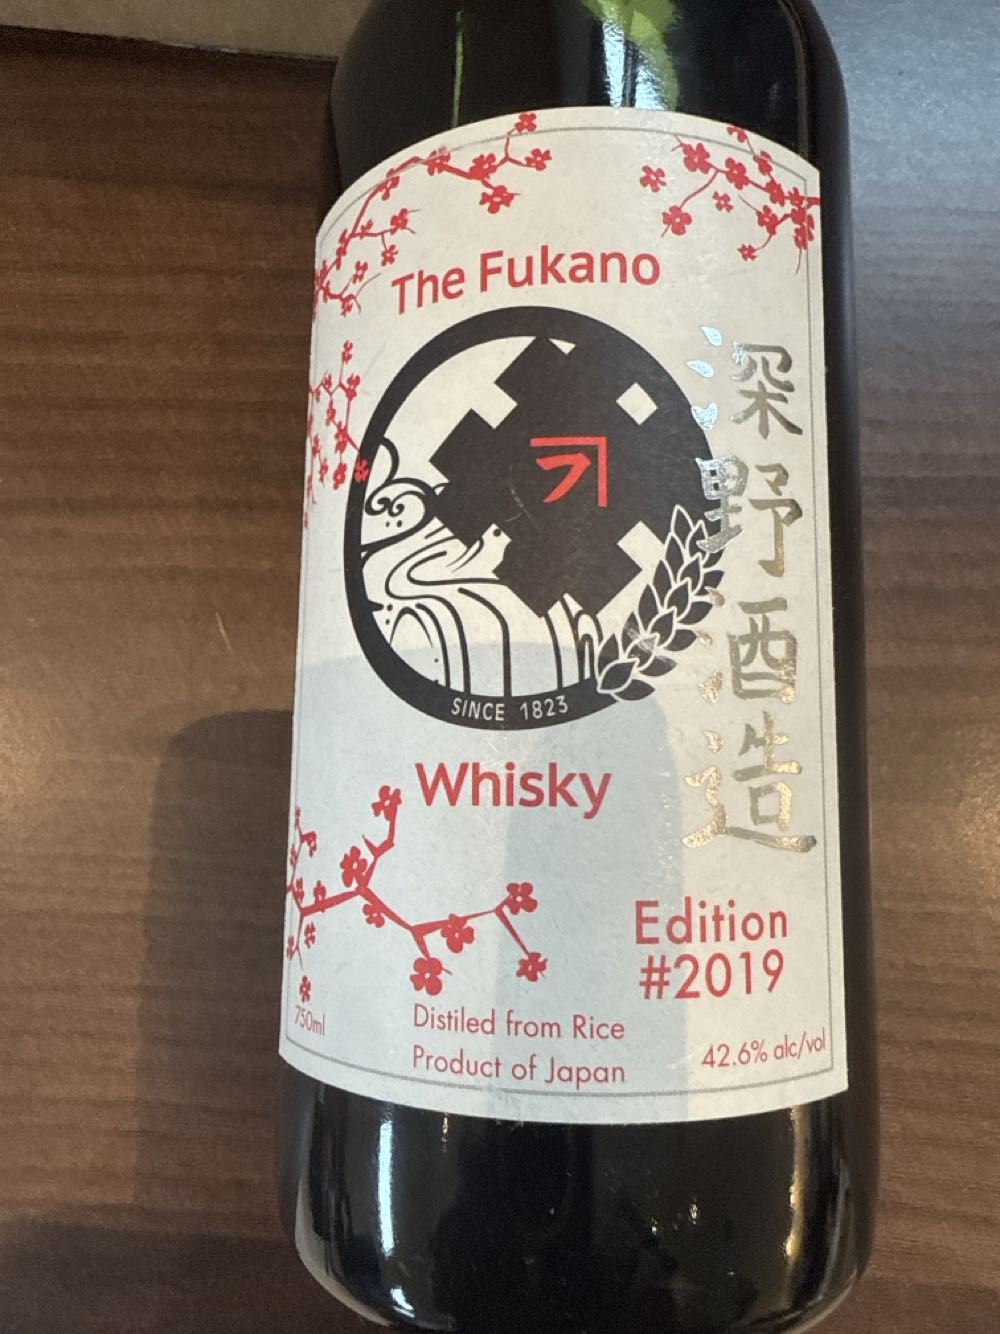 The Fukano
深野酒造
SINCE 1823
Whisky
Edition
#2019
750ml
Distiled from Rice
Product of Japan
42.6% alc/vol